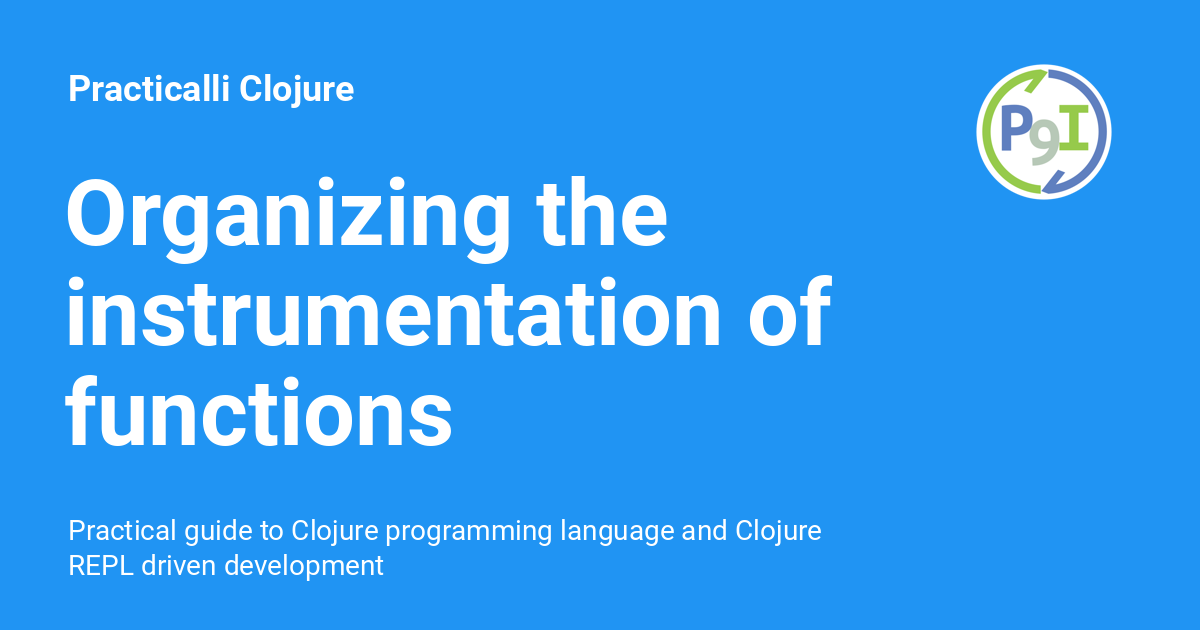 Practicalli Clojure
P9I
Organizing the
instrumentation of
functions
Practical guide to Clojure programming language and Clojure
REPL driven development